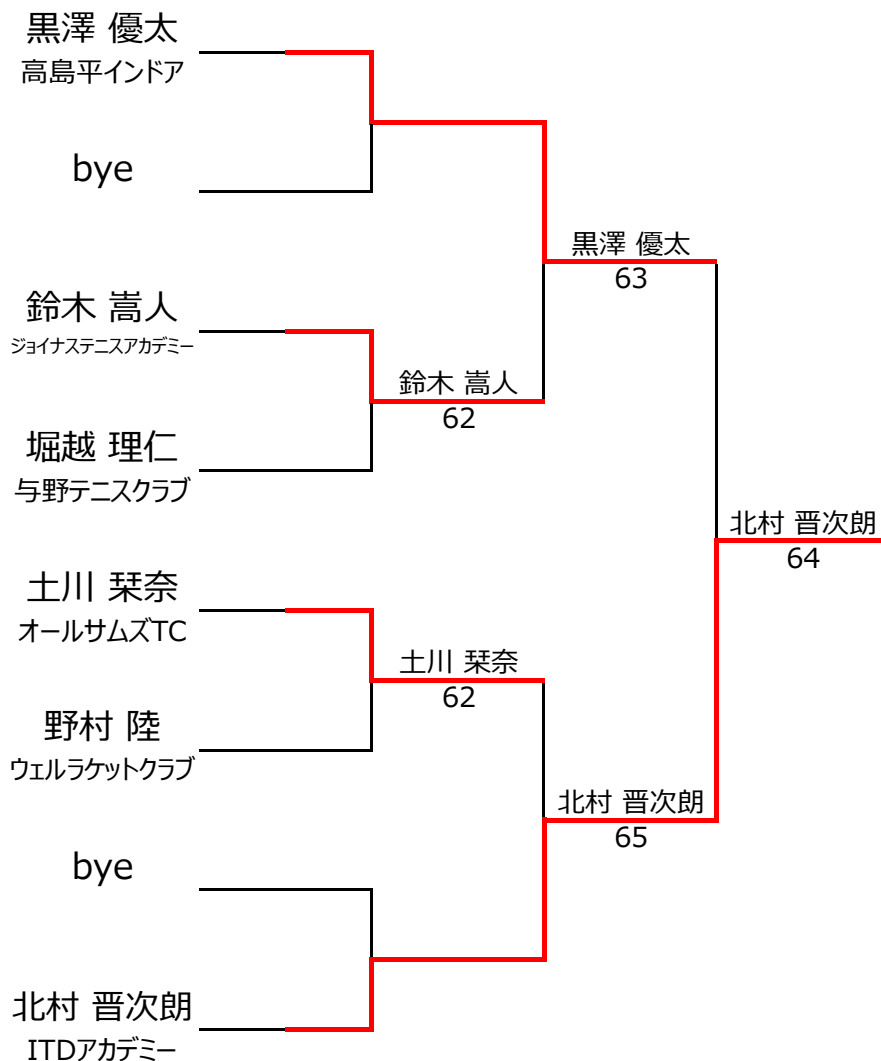 黒澤 優太
高島平インドア
bye
黒澤 優太
63
鈴木 嵩人
ジョイナステニスアカデミー
鈴木 嵩人
62
堀越 理仁
与野テニスクラブ
北村 晋次朗
64
土川 栞奈
オールサムズTC
土川 栞奈
62
野村 陸
ウェルラケットクラブ
北村 晋次朗
65
bye
北村 晋次朗
ITDアカデミー